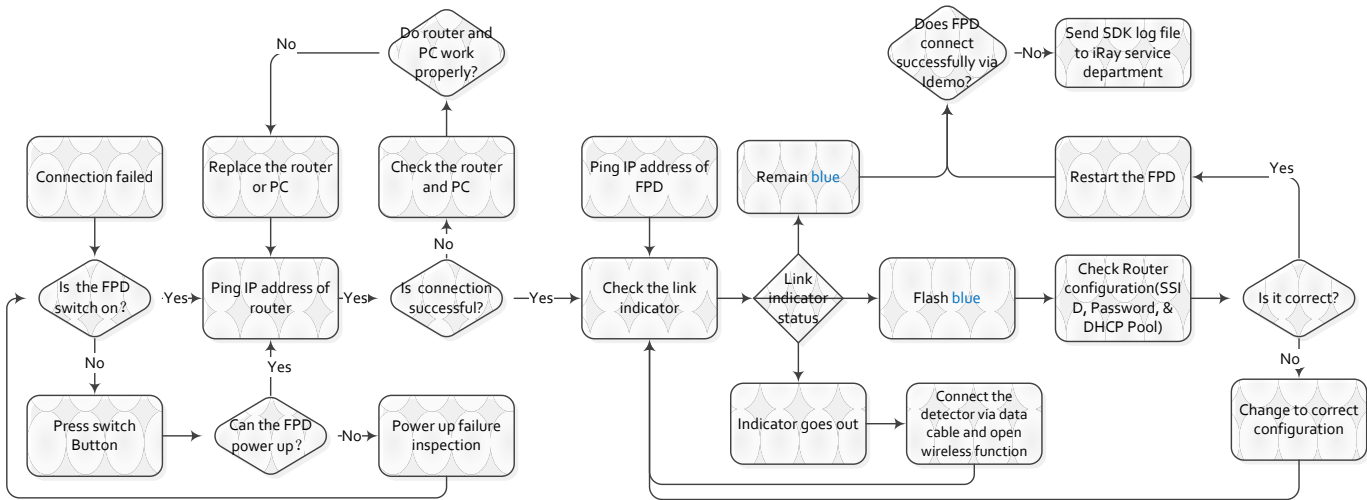 Connection failed
Is the FPD
switch on?
No
Yes
Press switch
Button
Can the FPD
power up?
Yes
No
Power up failure
inspection
No
Do router and
PC work
properly?
Replace the router
or PC
Check the router
and PC
No
Ping IP address of
router
Yes
Is connection
successful?
Yes
Ping IP address of
FPD
Check the link
indicator
Link
indicator
status
Remain blue
Flash blue
Indicator goes out
Connect the
detector via data
cable and open
wireless function
Does FPD
connect
successfully via
Idemo?
No
Send SDK log file
to iRay service
department
Restart the FPD
Yes
Check Router
configuration(SSI
D, Password, &
DHCP Pool)
Is it correct?
No
Change to correct
configuration